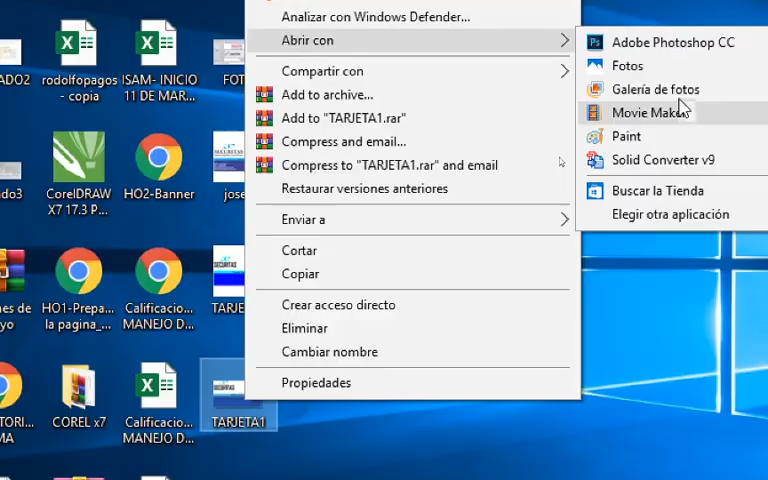 ADO2
rodolfopagos
- copia
ISAM- INICIO
11 DE MAR...
FOT
ado3
CorelDRAW
X7 17.3 P...
HO2-Banner
jose
nes de
yo
HO1-Prepa...
la pagina_...
Calificacio...
MANEJO D...
TARJE
TORI...
MA
COREL x7
Calificacio...
MANEJO D...
TARJETA1
Analizar con Windows Defender...
Abrir con
Compartir con
Add to archive...
Add to "TARJETA1.rar"
Compress and email...
Compress to "TARJETA1.rar" and email
Restaurar versiones anteriores
Enviar a
Cortar
Copiar
Crear acceso directo
Eliminar
Cambiar nombre
Propiedades
Ps Adobe Photoshop CC
Fotos
Galería de fotos
Movie Maker
Paint
Solid Converter v9
Buscar la Tienda
Elegir otra aplicación